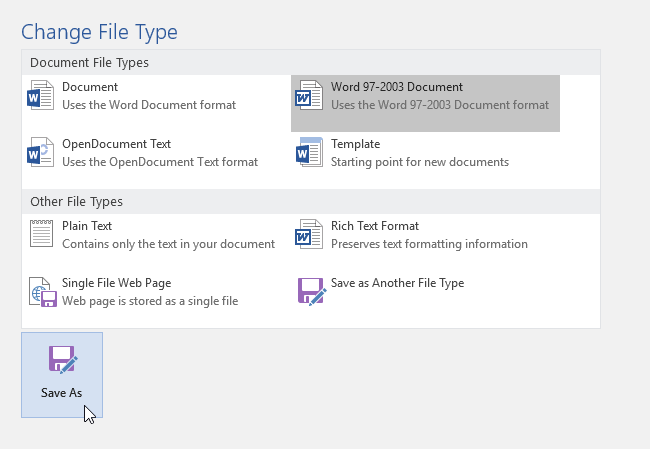 Change File Type
Document File Types
Document
Uses the Word Document format
Word 97-2003 Document
Uses the Word 97-2003 Document format
OpenDocument Text
Uses the OpenDocument Text format
Template
Starting point for new documents
Other File Types
Plain Text
Contains only the text in your document
Rich Text Format
Preserves text formatting information
Single File Web Page
Web page is stored as a single file
Save as Another File Type
Save As